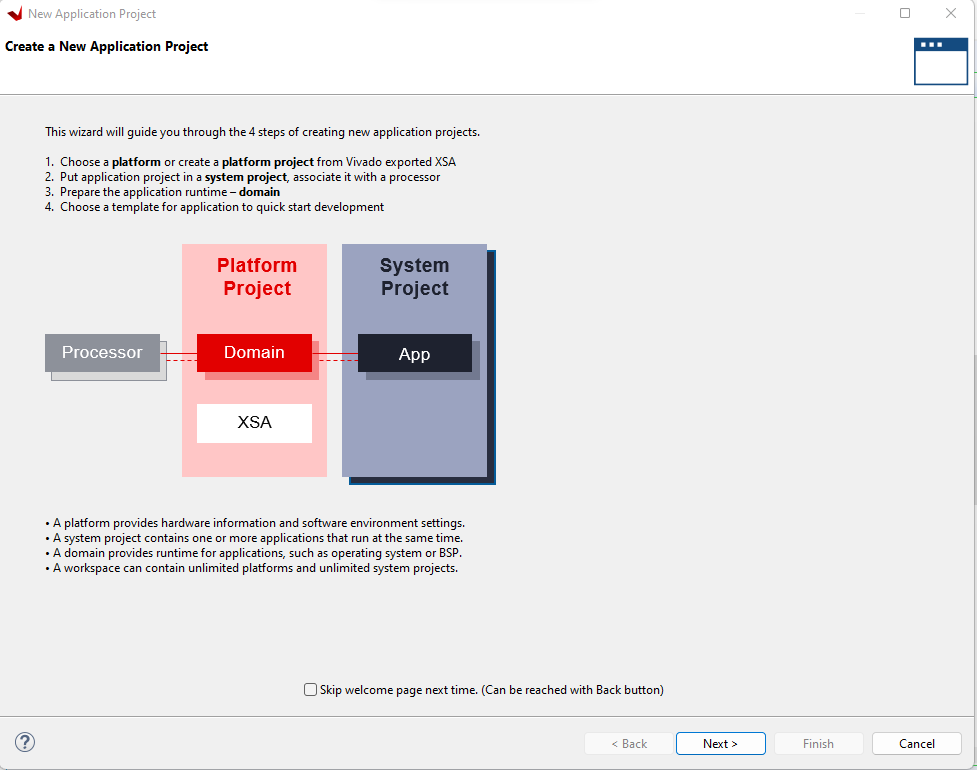 New Application Project
Create a New Application Project
This wizard will guide you through the 4 steps of creating new application projects.
1. Choose a platform or create a platform project from Vivado exported XSA
2. Put application project in a system project, associate it with a processor
3. Prepare the application runtime – domain
4. Choose a template for application to quick start development
Platform
Project
System
Project
Processor
Domain
App
XSA
• A platform provides hardware information and software environment settings.
• A system project contains one or more applications that run at the same time.
• A domain provides runtime for applications, such as operating system or BSP.
• A workspace can contain unlimited platforms and unlimited system projects.
Skip welcome page next time. (Can be reached with Back button)
?
< Back
Next >
Finish
Cancel